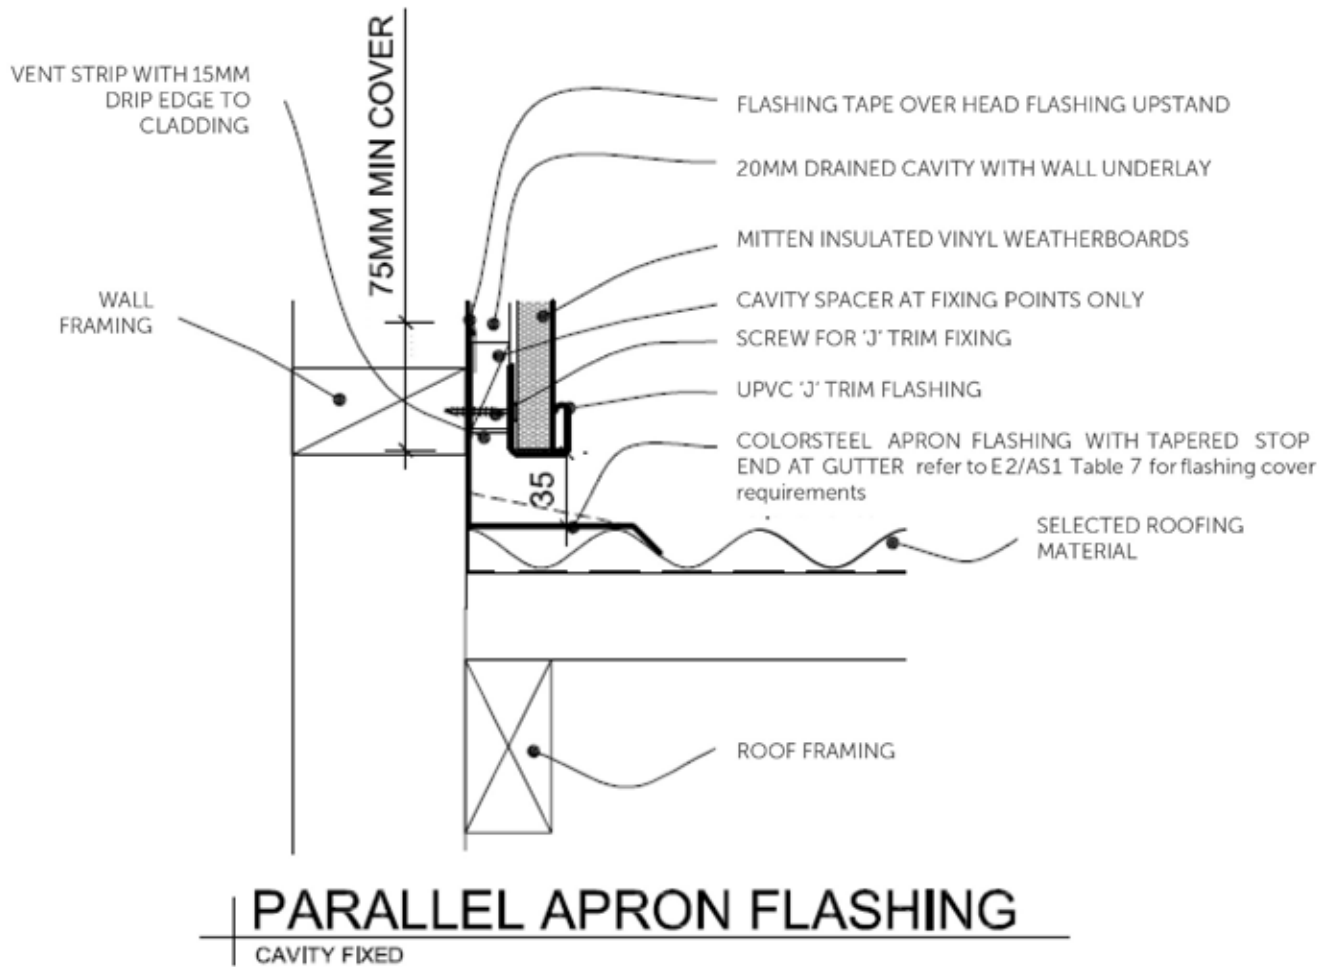 VENT STRIP WITH 15MM
DRIP EDGE TO
CLADDING
75MM MIN COVER
WALL
FRAMING
FLASHING TAPE OVER HEAD FLASHING UPSTAND
20MM DRAINED CAVITY WITH WALL UNDERLAY
MITTEN INSULATED VINYL WEATHERBOARDS
CAVITY SPACER AT FIXING POINTS ONLY
SCREW FOR 'J' TRIM FIXING
UPVC 'J' TRIM FLASHING
COLORSTEEL APRON FLASHING WITH TAPERED STOP
END AT GUTTER refer to E2/AS1 Table 7 for flashing cover
requirements
35
SELECTED ROOFING
MATERIAL
ROOF FRAMING
PARALLEL APRON FLASHING
CAVITY FIXED